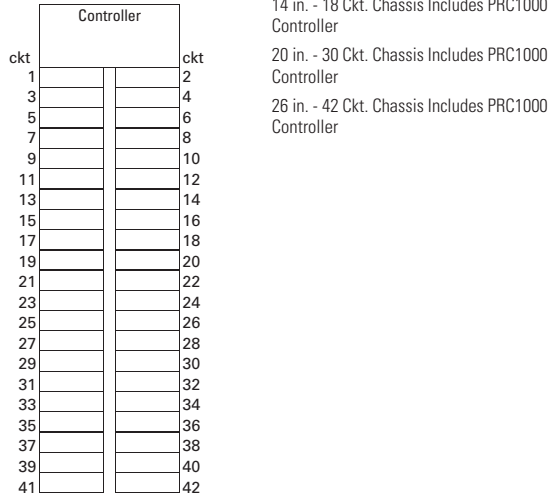 Controller
ckt ckt
1 2
3 4
5 6
7 8
9 10
11 12
13 14
15 16
17 18
19 20
21 22
23 24
25 26
27 28
29 30
31 32
33 34
35 36
37 38
39 40
41 42
14 in. - 18 Ckt. Chassis Includes PRC1000
Controller
20 in. - 30 Ckt. Chassis Includes PRC1000
Controller
26 in. - 42 Ckt. Chassis Includes PRC1000
Controller